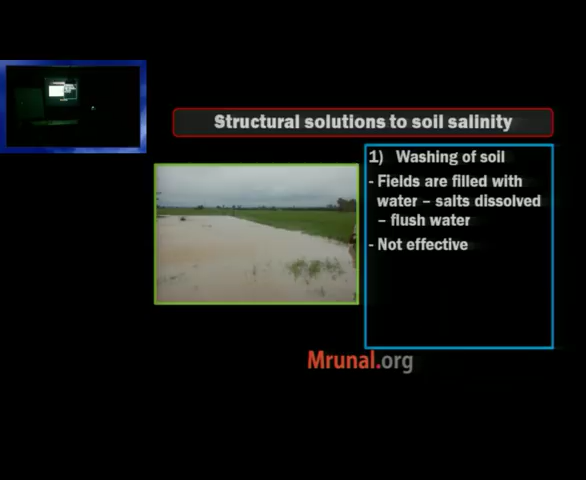 Structural solutions to soil salinity
1) Washing of soil
- Fields are filled with
water – salts dissolved
– flush water
- Not effective
Mrunal.org